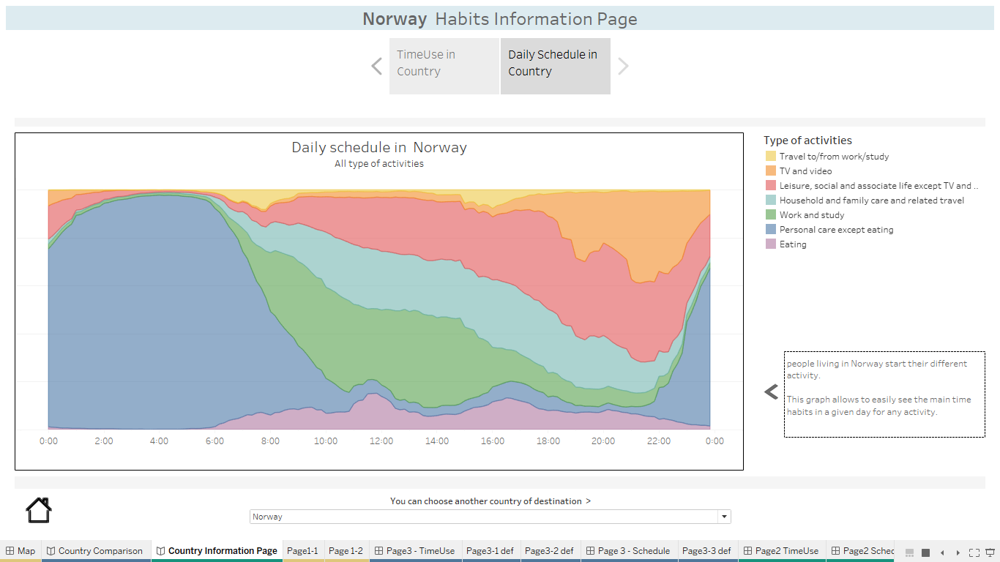 Norway Habits Information Page
TimeUse in
Country
Daily Schedule in
Country
Daily schedule in Norway
All type of activities
0:00 2:00 4:00 6:00 8:00 10:00 12:00 14:00 16:00 18:00 20:00 22:00 0:00
Type of activities
Travel to/from work/study
TV and video
Leisure, social and associate life except TV and ..
Household and family care and related travel
Work and study
Personal care except eating
Eating
people living in Norway start their different
activity.
This graph allows to easily see the main time
habits in a given day for any activity.
You can choose another country of destination >
Norway
Map Country Comparison Country Information Page Page1-1 Page 1-2 Page3 - TimeUse Page3-1 def Page3-2 def Page 3 - Schedule Page3-3 def Page2 TimeUse Page2 Sched